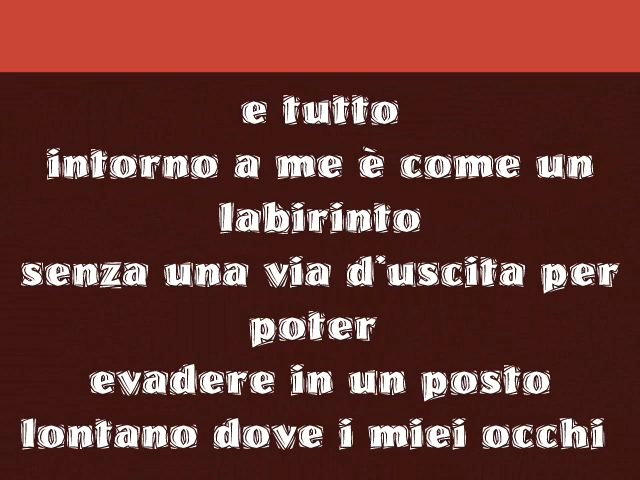 e tutto
intorno a me è come un
labirinto
senza una via d'uscita per
poter
evadere in un posto
lontano dove i miei occhi